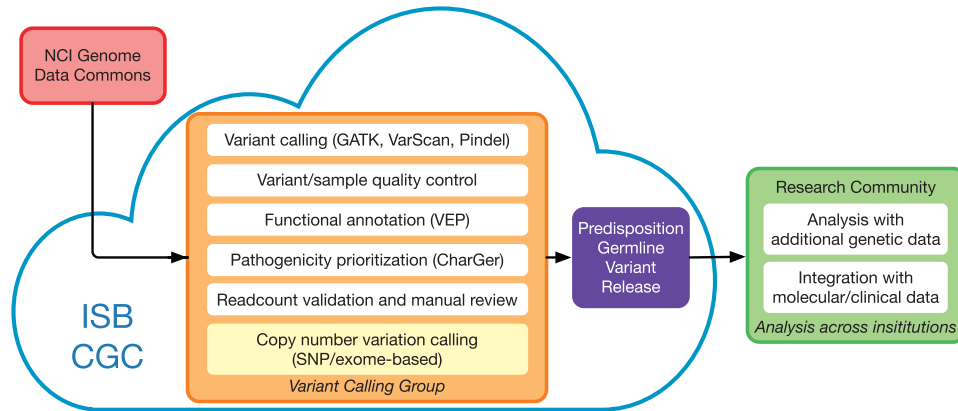 NCI Genome
Data Commons
Variant calling (GATK, VarScan, Pindel)
Variant/sample quality control
Functional annotation (VEP)
Pathogenicity prioritization (CharGer)
Readcount validation and manual review
Copy number variation calling
(SNP/exome-based)
Variant Calling Group
ISB
CGC
Predisposition
Germline
Variant
Release
Research Community
Analysis with
additional genetic data
Integration with
molecular/clinical data
Analysis across insititutions